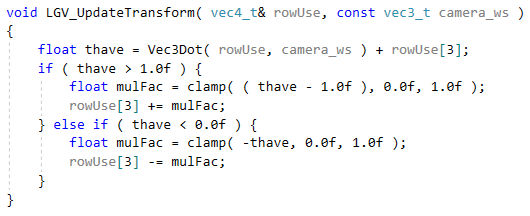 void LGV_UpdateTransform( vec4_t& rowUse, const vec3_t camera_ws )
{
float thave = Vec3Dot( rowUse, camera_ws ) + rowUse[3];
if ( thave > 1.0f ) {
float mulFac = clamp( ( thave - 1.0f ), 0.0f, 1.0f );
rowUse[3] += mulFac;
} else if ( thave < 0.0f ) {
float mulFac = clamp( -thave, 0.0f, 1.0f );
rowUse[3] -= mulFac;
}
}